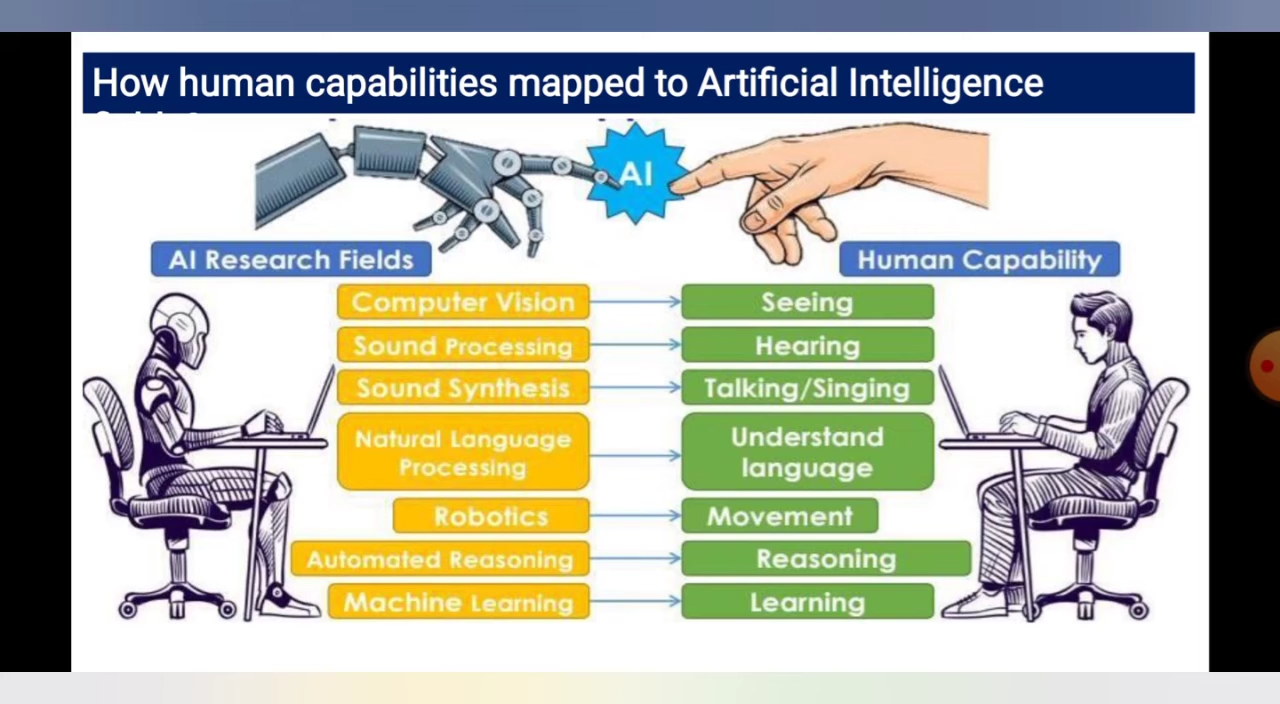 How human capabilities mapped to Artificial Intelligence
AI
AI Research Fields
Human Capability
Computer Vision
Seeing
Sound Processing
Hearing
Sound Synthesis
Talking/Singing
Natural Language
Processing
Understand
language
Robotics
Movement
Automated Reasoning
Reasoning
Machine Learning
Learning